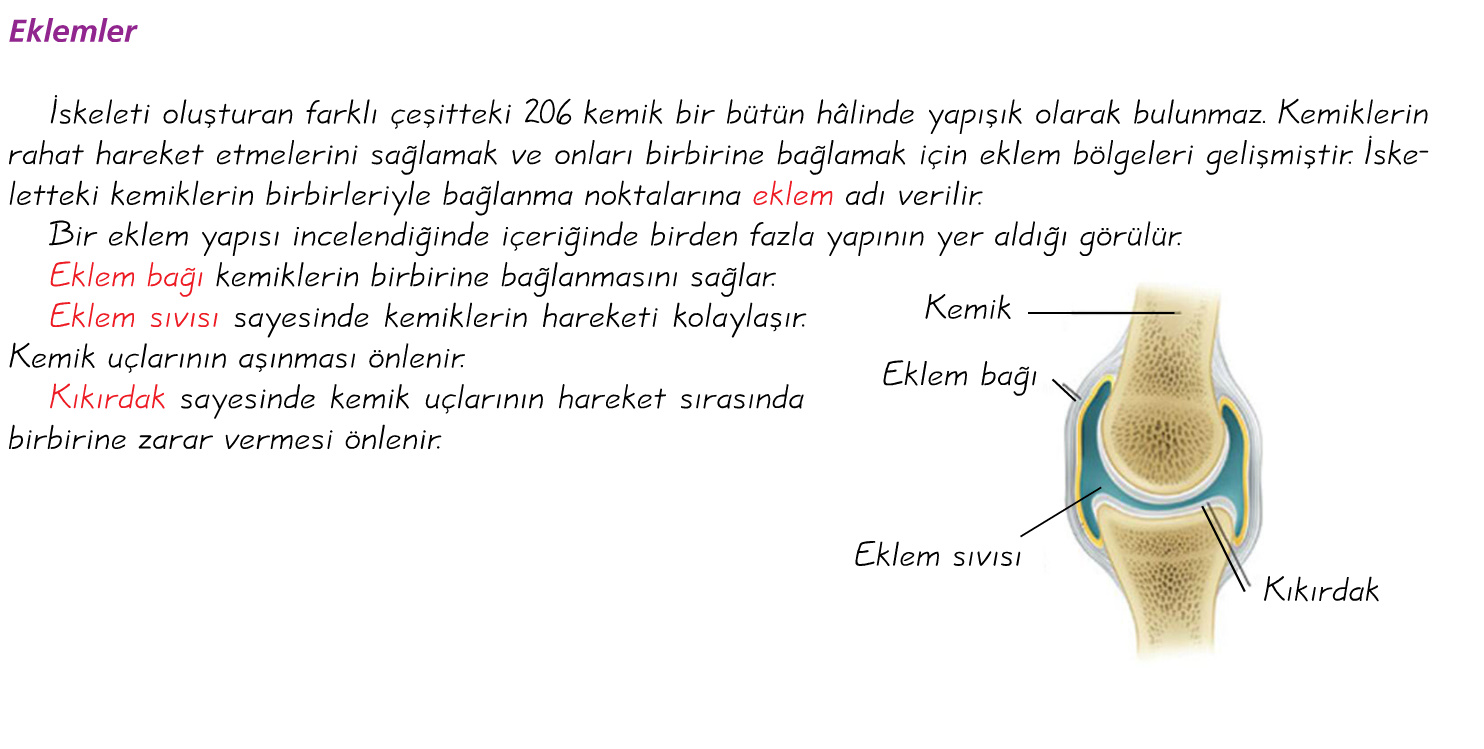 Eklemler
İskeleti oluşturan farklı çeşitteki 206 kemik bir bütün hâlinde yapışık olarak bulunmaz. Kemiklerin
rahat hareket etmelerini sağlamak ve onları birbirine bağlamak için eklem bölgeleri gelişmiştir. İske-
letteki kemiklerin birbirleriyle bağlanma noktalarına eklem adı verilir.
Bir eklem yapısı incelendiğinde içeriğinde birden fazla yapının yer aldığı görülür.
Eklem bağı kemiklerin birbirine bağlanmasını sağlar.
Eklem sıvısı sayesinde kemiklerin hareketi kolaylaşır.
Kemik uçlarının aşınması önlenir.
Kıkırdak sayesinde kemik uçlarının hareket sırasında
birbirine zarar vermesi önlenir.
Kemik
Eklem bağı
Eklem sıvısı
Kıkırdak